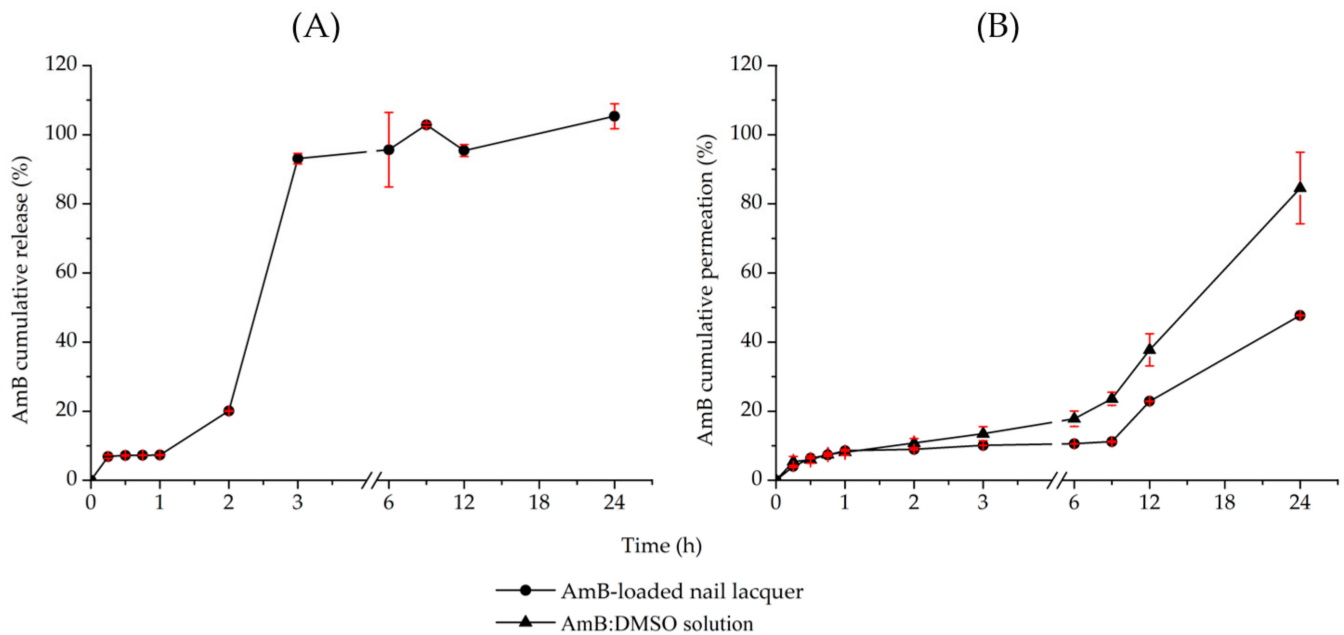 (A)
AmB cumulative release (%)
120
100
80
60
40
20
0
0 1 2 3 6 12 24
(B)
AmB cumulative permeation (%)
120
100
80
60
40
20
0
0 1 2 3 6 12 24
Time (h)
AmB-loaded nail lacquer
AmB:DMSO solution